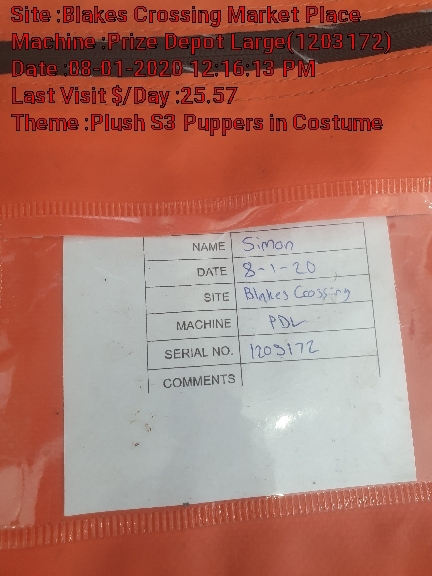 Site :Blakes Crossing Market Place
Machine :Prize Depot Large(1203172)
Date :08-01-2020 12:16:13 PM
Last Visit $/Day :25.57
Theme :Plush S3 Puppers in Costume
NAME Simon
DATE 8-1-20
SITE Blakes Coossing
MACHINE PDL
SERIAL NO. 1203172
COMMENTS